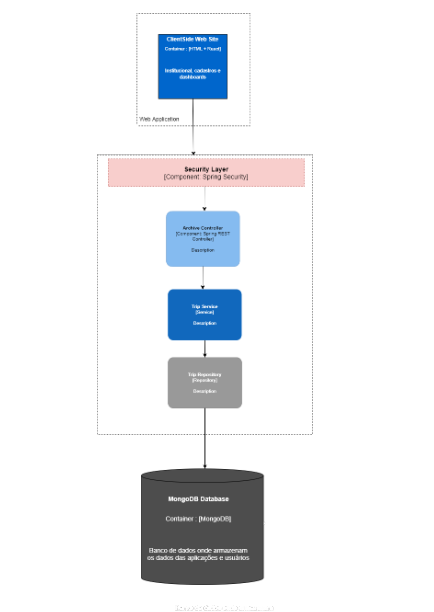 ClientSide Web Site
Container : [HTML + React]
Institucional, cadastros e
dashboards
Web Application
Security Layer
[Component: Spring Security]
Archive Controller
[Component: Spring REST
Controller]
Description
Trip Service
[Service]
Description
Trip Repository
[Repository]
Description
MongoDB Database
Container : [MongoDB]
Banco de dados onde armazenam
os dados das aplicações e usuários